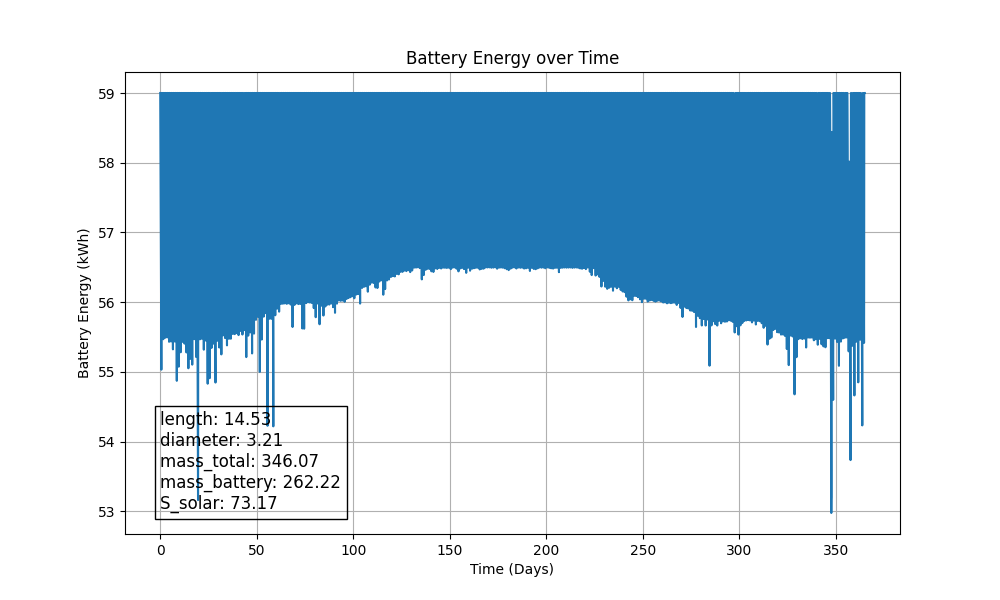 Battery Energy over Time
Battery Energy (kWh)
59
58
57
56
55
54
53
length: 14.53
diameter: 3.21
mass_total: 346.07
mass_battery: 262.22
S_solar: 73.17
0 50 100 150 200 250 300 350
Time (Days)